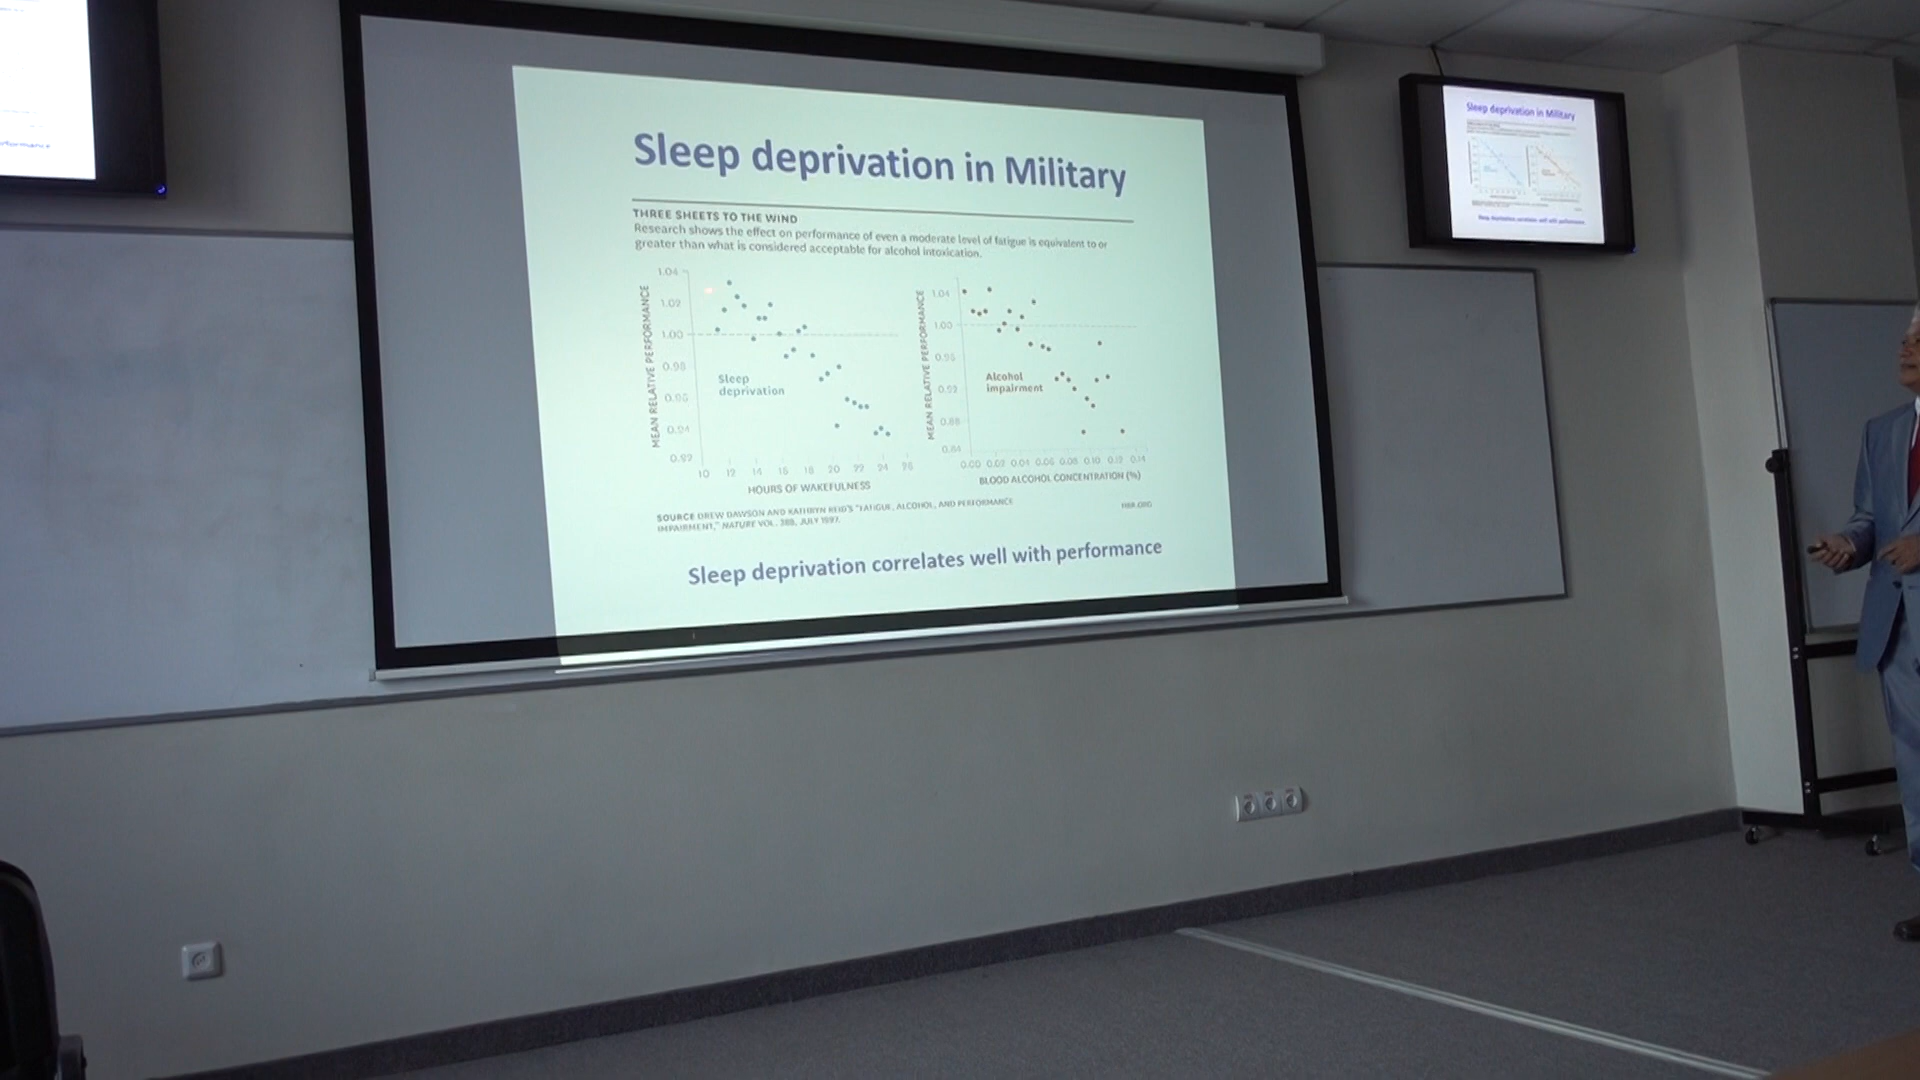 Sleep deprivation in Military
THREE SHEETS TO THE WIND
Research shows the effect on performance of even a moderate level of fatigue is equivalent to or
greater than what is considered acceptable for alcohol intoxication.
MEAN RELATIVE PERFORMANCE
1.04
1.02
1.00
0.98
0.96
0.94
0.92
Sleep
deprivation
10 12 14 16 18 20 22 24 26
HOURS OF WAKEFULNESS
MEAN RELATIVE PERFORMANCE
1.04
1.00
0.96
0.92
0.88
0.84
Alcohol
impairment
0.00 0.02 0.04 0.06 0.08 0.10 0.12 0.14
BLOOD ALCOHOL CONCENTRATION (%)
SOURCE DREW DAWSON AND KATHRYN REID'S "FATIGUE, ALCOHOL, AND PERFORMANCE
IMPAIRMENT," NATURE VOL. 388, JULY 1997.
HBR.ORG
Sleep deprivation correlates well with performance
Sleep deprivation in Military
Sleep deprivation correlates well with performance